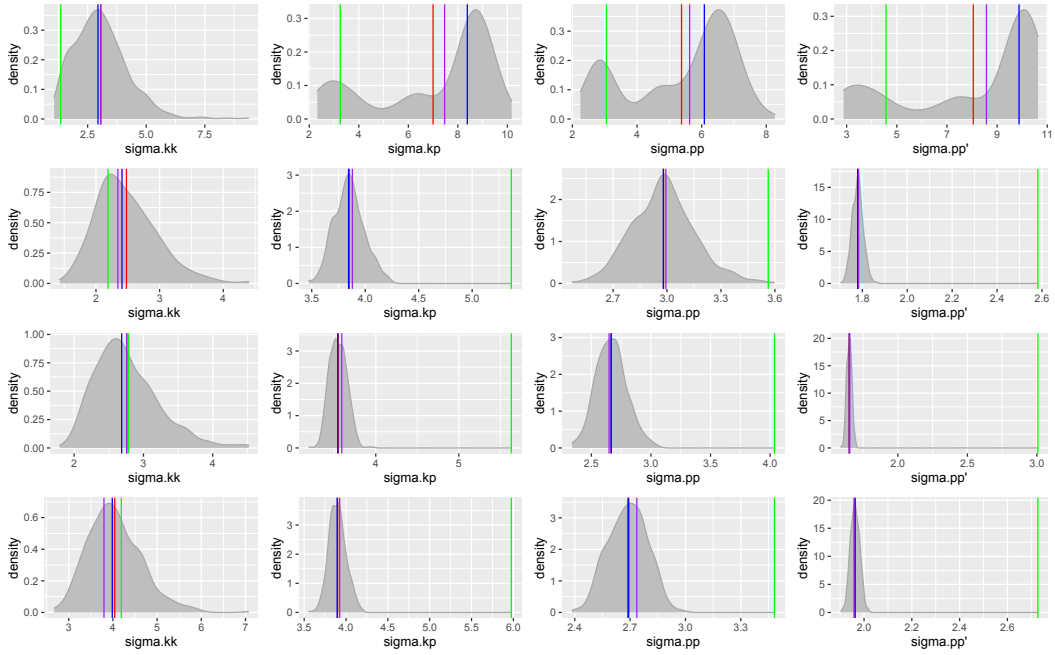 density
0.3
0.2
0.1
0.0
2.5 5.0 7.5
sigma.kk
density
0.3
0.2
0.1
0.0
2 4 6 8 10
sigma.kp
density
0.3
0.2
0.1
0.0
2 4 6 8
sigma.pp
density
0.3
0.2
0.1
0.0
3 5 7 9 11
sigma.pp'
density
0.75
0.50
0.25
0.00
2 3 4
sigma.kk
density
3
2
1
0
3.5 4.0 4.5 5.0
sigma.kp
density
2
1
0
2.7 3.0 3.3 3.6
sigma.pp
density
15
10
5
0
1.8 2.0 2.2 2.4 2.6
sigma.pp'
density
1.00
0.75
0.50
0.25
0.00
2 3 4
sigma.kk
density
3
2
1
0
4 5
sigma.kp
density
3
2
1
0
2.5 3.0 3.5 4.0
sigma.pp
density
20
15
10
5
0
2.0 2.5 3.0
sigma.pp'
density
0.6
0.4
0.2
0.0
3 4 5 6 7
sigma.kk
density
3
2
1
0
3.5 4.0 4.5 5.0 5.5 6.0
sigma.kp
density
3
2
1
0
2.4 2.7 3.0 3.3
sigma.pp
density
20
15
10
5
0
2.0 2.2 2.4 2.6
sigma.pp'